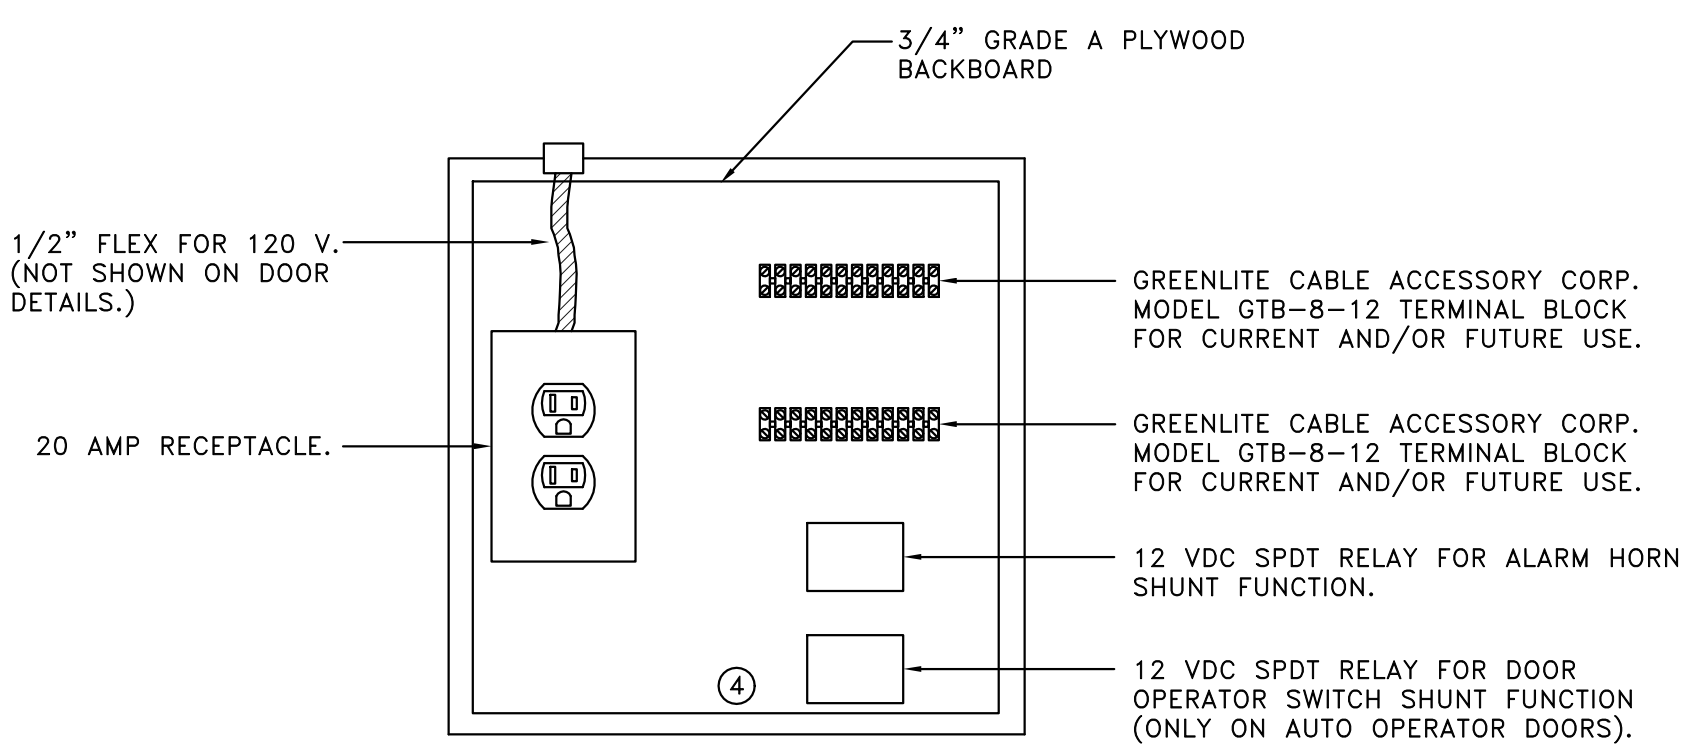 3/4” GRADE A PLYWOOD
BACKBOARD
1/2” FLEX FOR 120 V.
(NOT SHOWN ON DOOR
DETAILS.)
GREENLITE CABLE ACCESSORY CORP.
MODEL GTB-8-12 TERMINAL BLOCK
FOR CURRENT AND/OR FUTURE USE.
20 AMP RECEPTACLE.
GREENLITE CABLE ACCESSORY CORP.
MODEL GTB-8-12 TERMINAL BLOCK
FOR CURRENT AND/OR FUTURE USE.
12 VDC SPDT RELAY FOR ALARM HORN
SHUNT FUNCTION.
12 VDC SPDT RELAY FOR DOOR
OPERATOR SWITCH SHUNT FUNCTION
(ONLY ON AUTO OPERATOR DOORS).
4